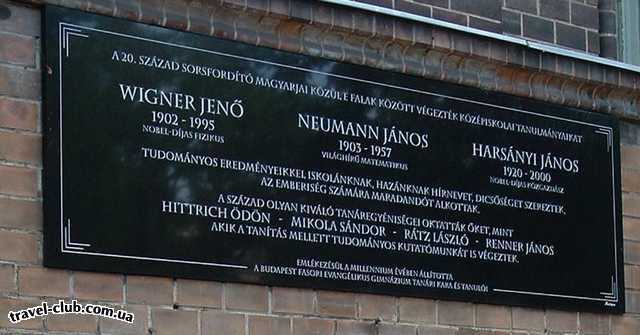 A 20. SZÁZAD SORSFORDÍTÓ MAGYARJAI KÖZÜL E FALAK KÖZÖTT VÉGEZTÉK KÖZÉPISKOLAI TANULMÁNYAIKAT
WIGNER JENŐ
1902 - 1995
NOBEL-DÍJAS FIZIKUS
NEUMANN JÁNOS
1903 - 1957
VILÁGHÍRŰ MATEMATIKUS
HARSÁNYI JÁNOS
1920 - 2000
NOBEL-DÍJAS KÖZGAZDÁSZ
TUDOMÁNYOS EREDMÉNYEIKKEL ISKOLÁNKNAK, HAZÁNKNAK HÍRNEVET, DICSŐSÉGET SZEREZTEK,
AZ EMBERISÉG SZÁMÁRA MARADANDÓT ALKOTTAK.
A SZÁZAD OLYAN KIVÁLÓ TANÁREGYÉNISÉGEI OKTATTÁK ŐKET, MINT
HITTRICH ÖDÖN - MIKOLA SÁNDOR - RÁTZ LÁSZLÓ - RENNER JÁNOS
AKIK A TANÍTÁS MELLETT TUDOMÁNYOS KUTATÓMUNKÁT IS VÉGEZTEK.
EMLÉKEZÉSÜL A MILLENNIUM ÉVÉBEN ÁLLÍTOTTA
A BUDAPEST FASORI EVANGÉLIKUS GIMNÁZIUM TANÁRI KARA ÉS TANULÓI
travel-club.com.ua